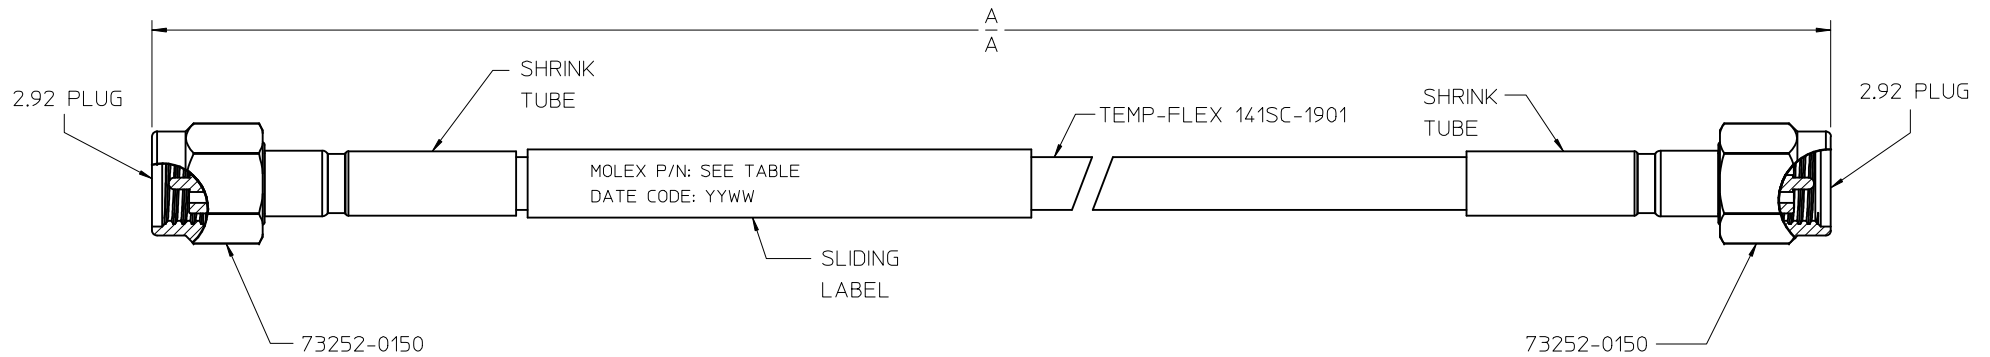 A
A
2.92 PLUG
SHRINK
TUBE
TEMP-FLEX 141SC-1901
SHRINK
TUBE
2.92 PLUG
MOLEX P/N: SEE TABLE
DATE CODE: YYWW
SLIDING
LABEL
73252-0150
73252-0150